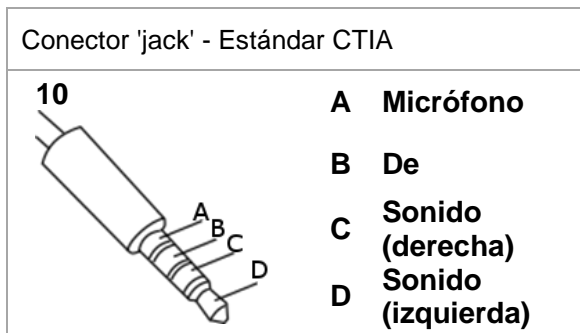 Conector 'jack' - Estándar CTIA
10
A Micrófono
B De
C Sonido (derecha)
D Sonido (izquierda)
A
B
C
D